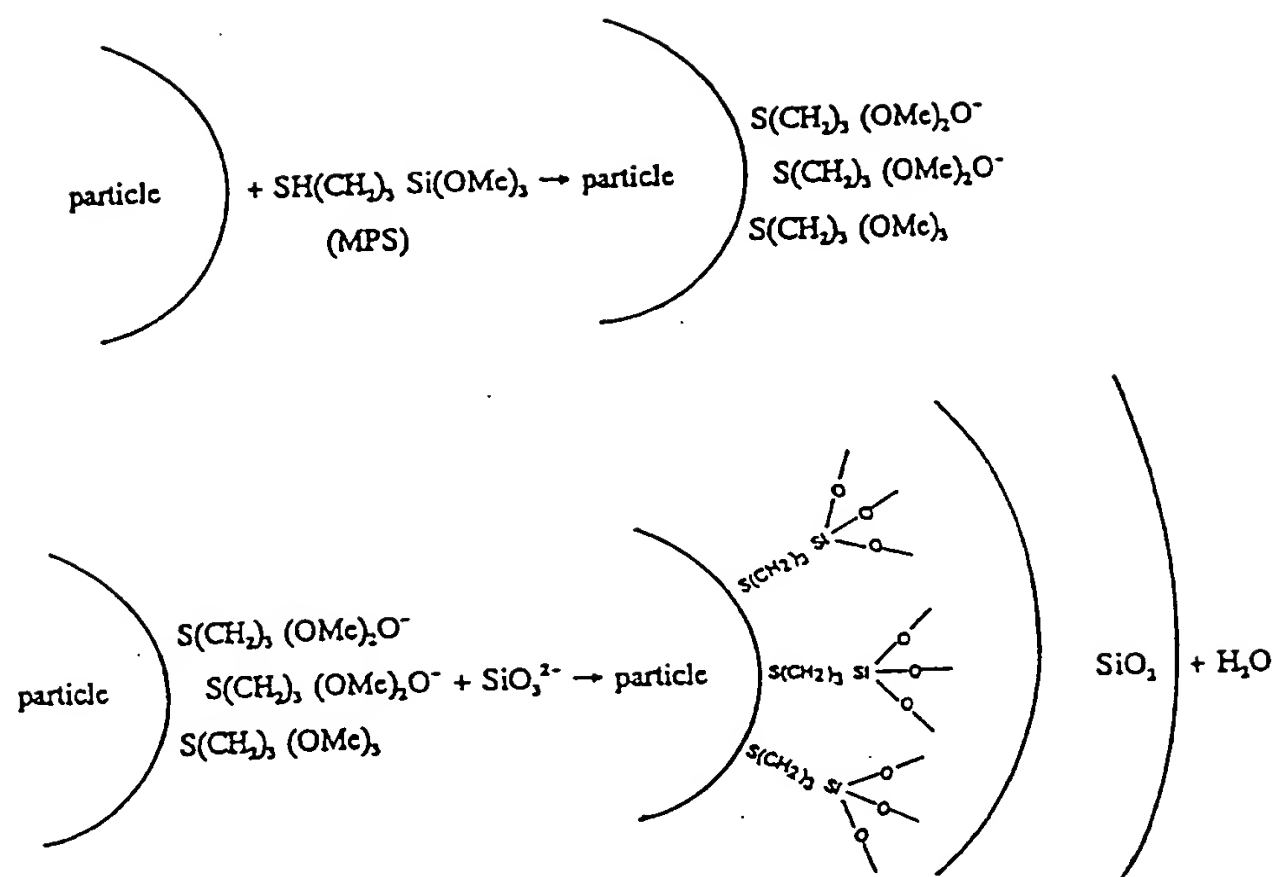 S(CH₂)₃ (OMe)₂O⁻
particle + SH(CH₂)₃ Si(OMe)₃ → particle S(CH₂)₃ (OMe)₂O⁻
(MPS) S(CH₂)₃ (OMe)₃
S(CH2)3 Si O O O
S(CH₂)₃ (OMe)₂O⁻
particle S(CH₂)₃ (OMe)₂O⁻ + SiO₃²⁻ → particle S(CH2)3 Si O O O SiO₂ + H₂O
S(CH₂)₃ (OMe)₃
S(CH2)3 Si O O O